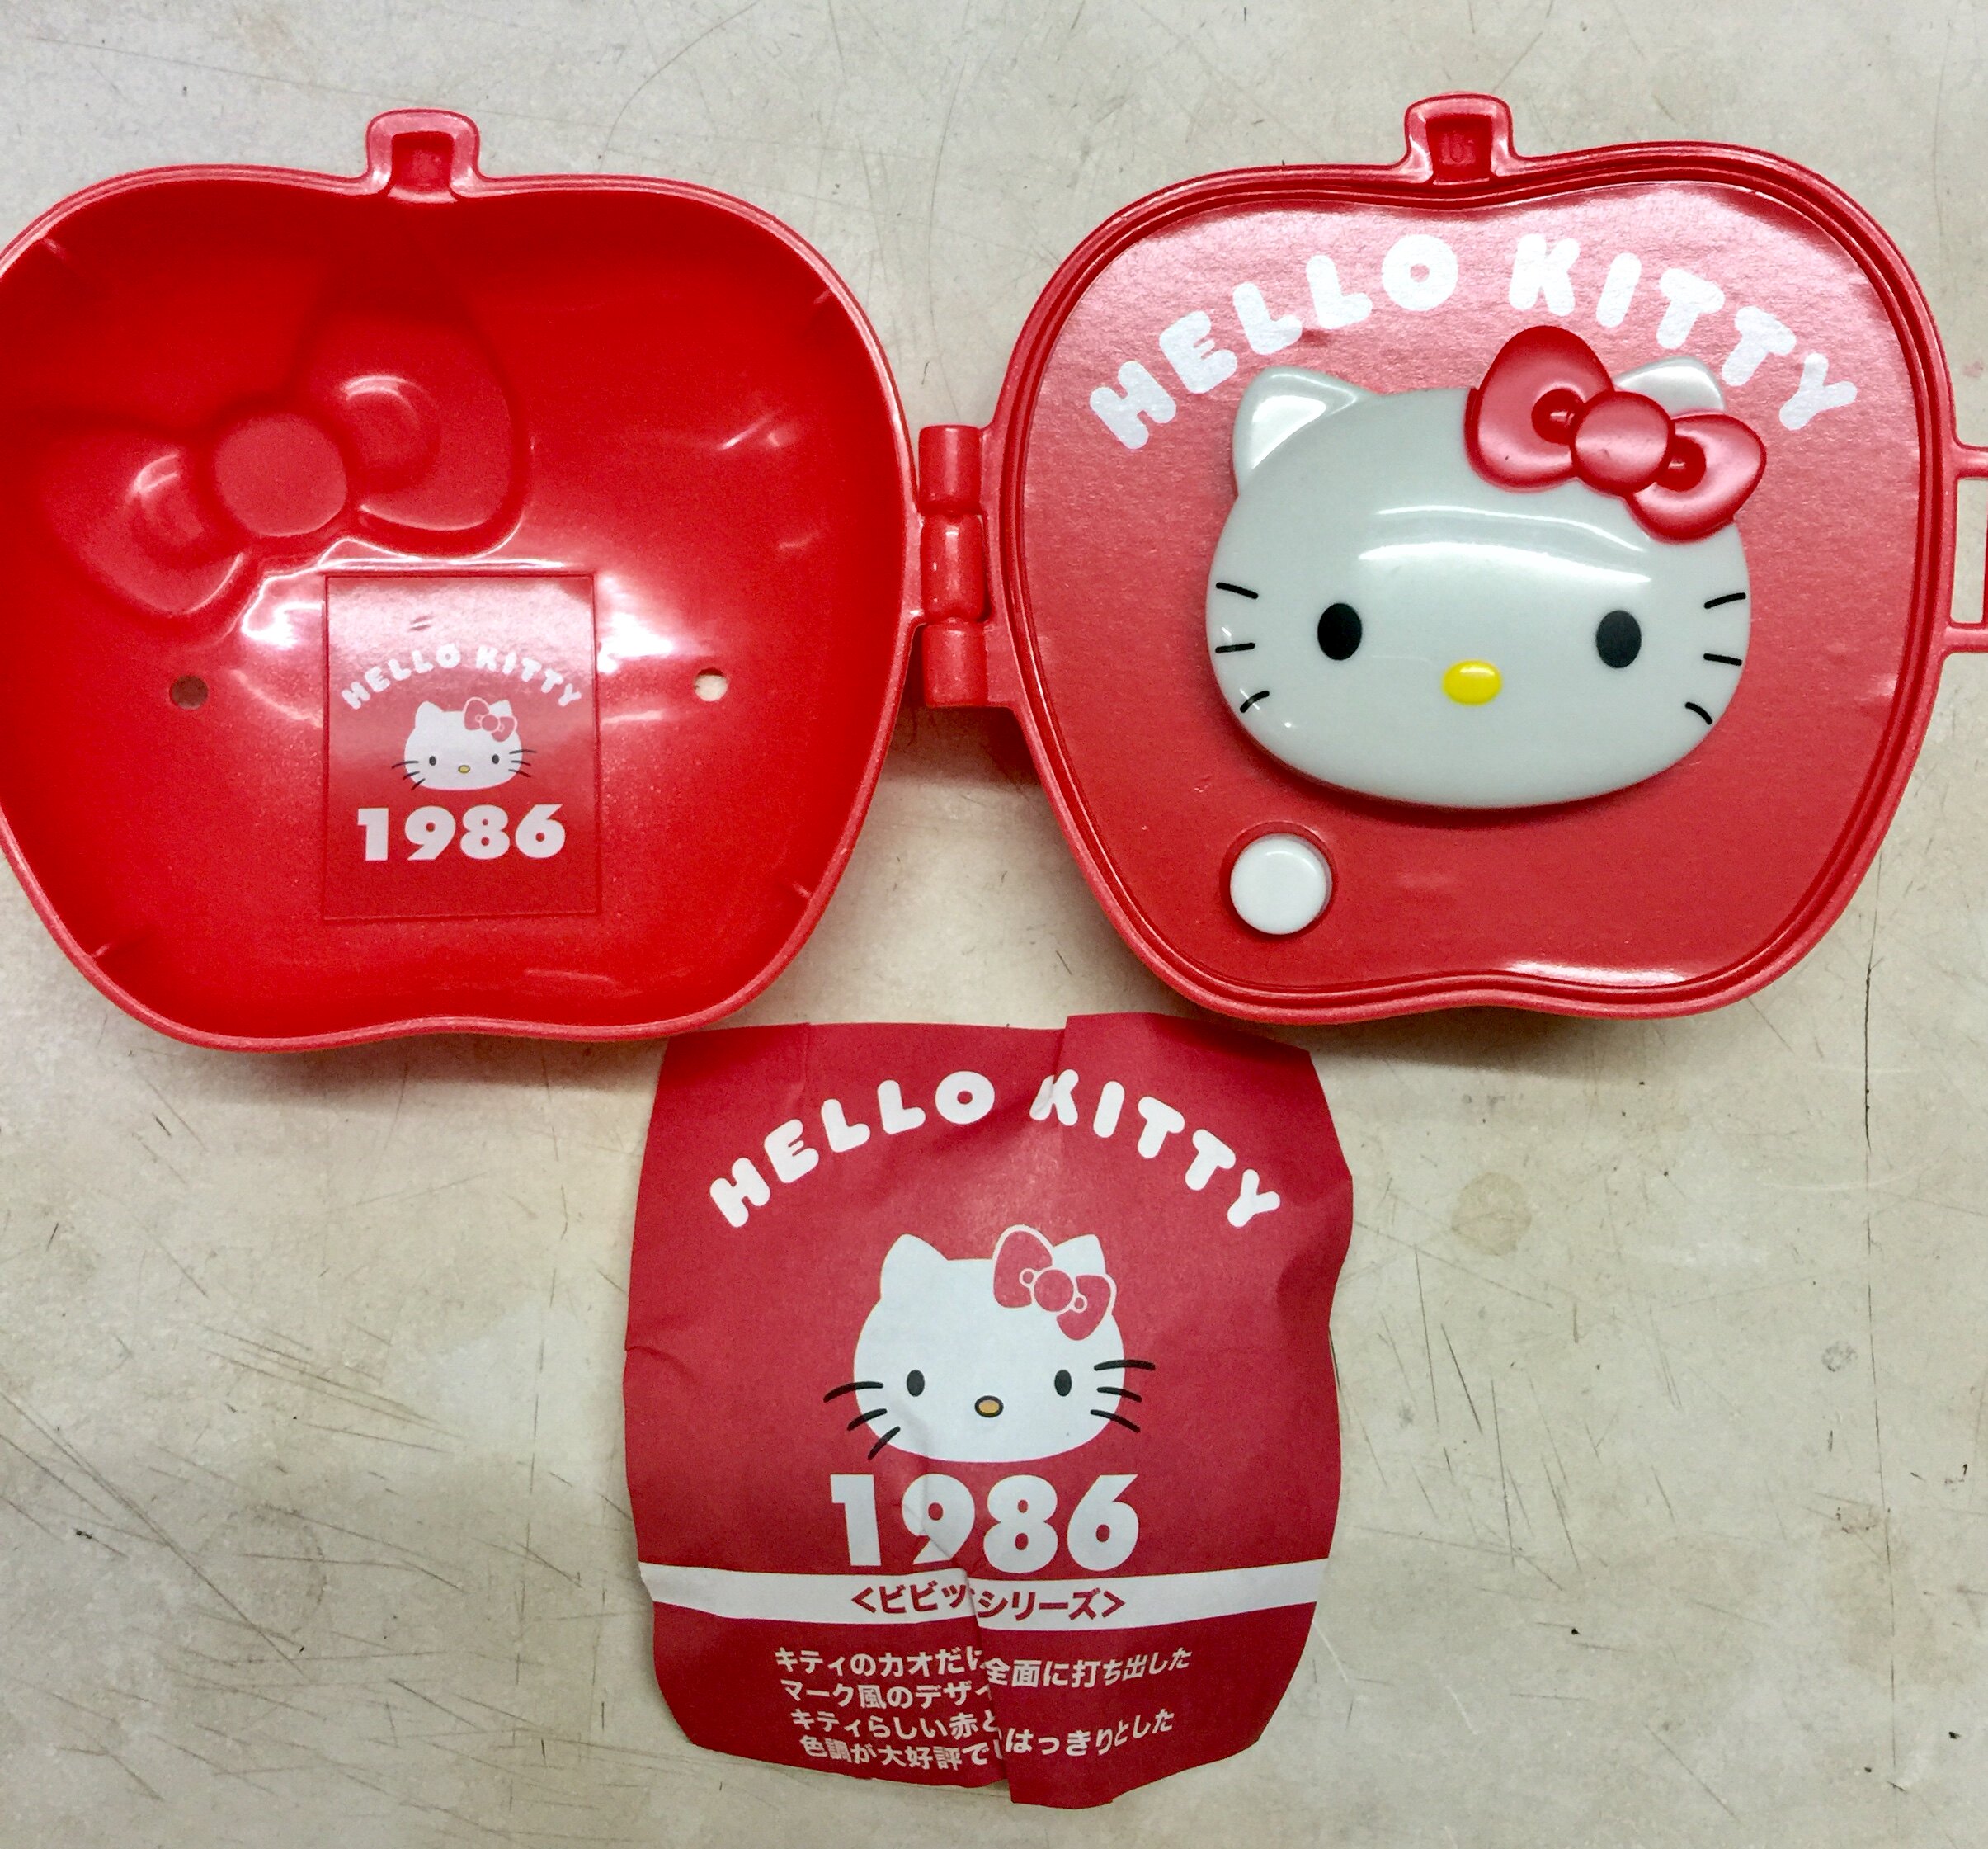 HELLO KITTY
1986
HELLO KITTY
HELLO KITTY
1986
<ビビッ シリーズ>
キティのカオだけ 全面に打ち出した
マーク風のデザイ
キティらしい赤と はっきりとした
色調が大好評で